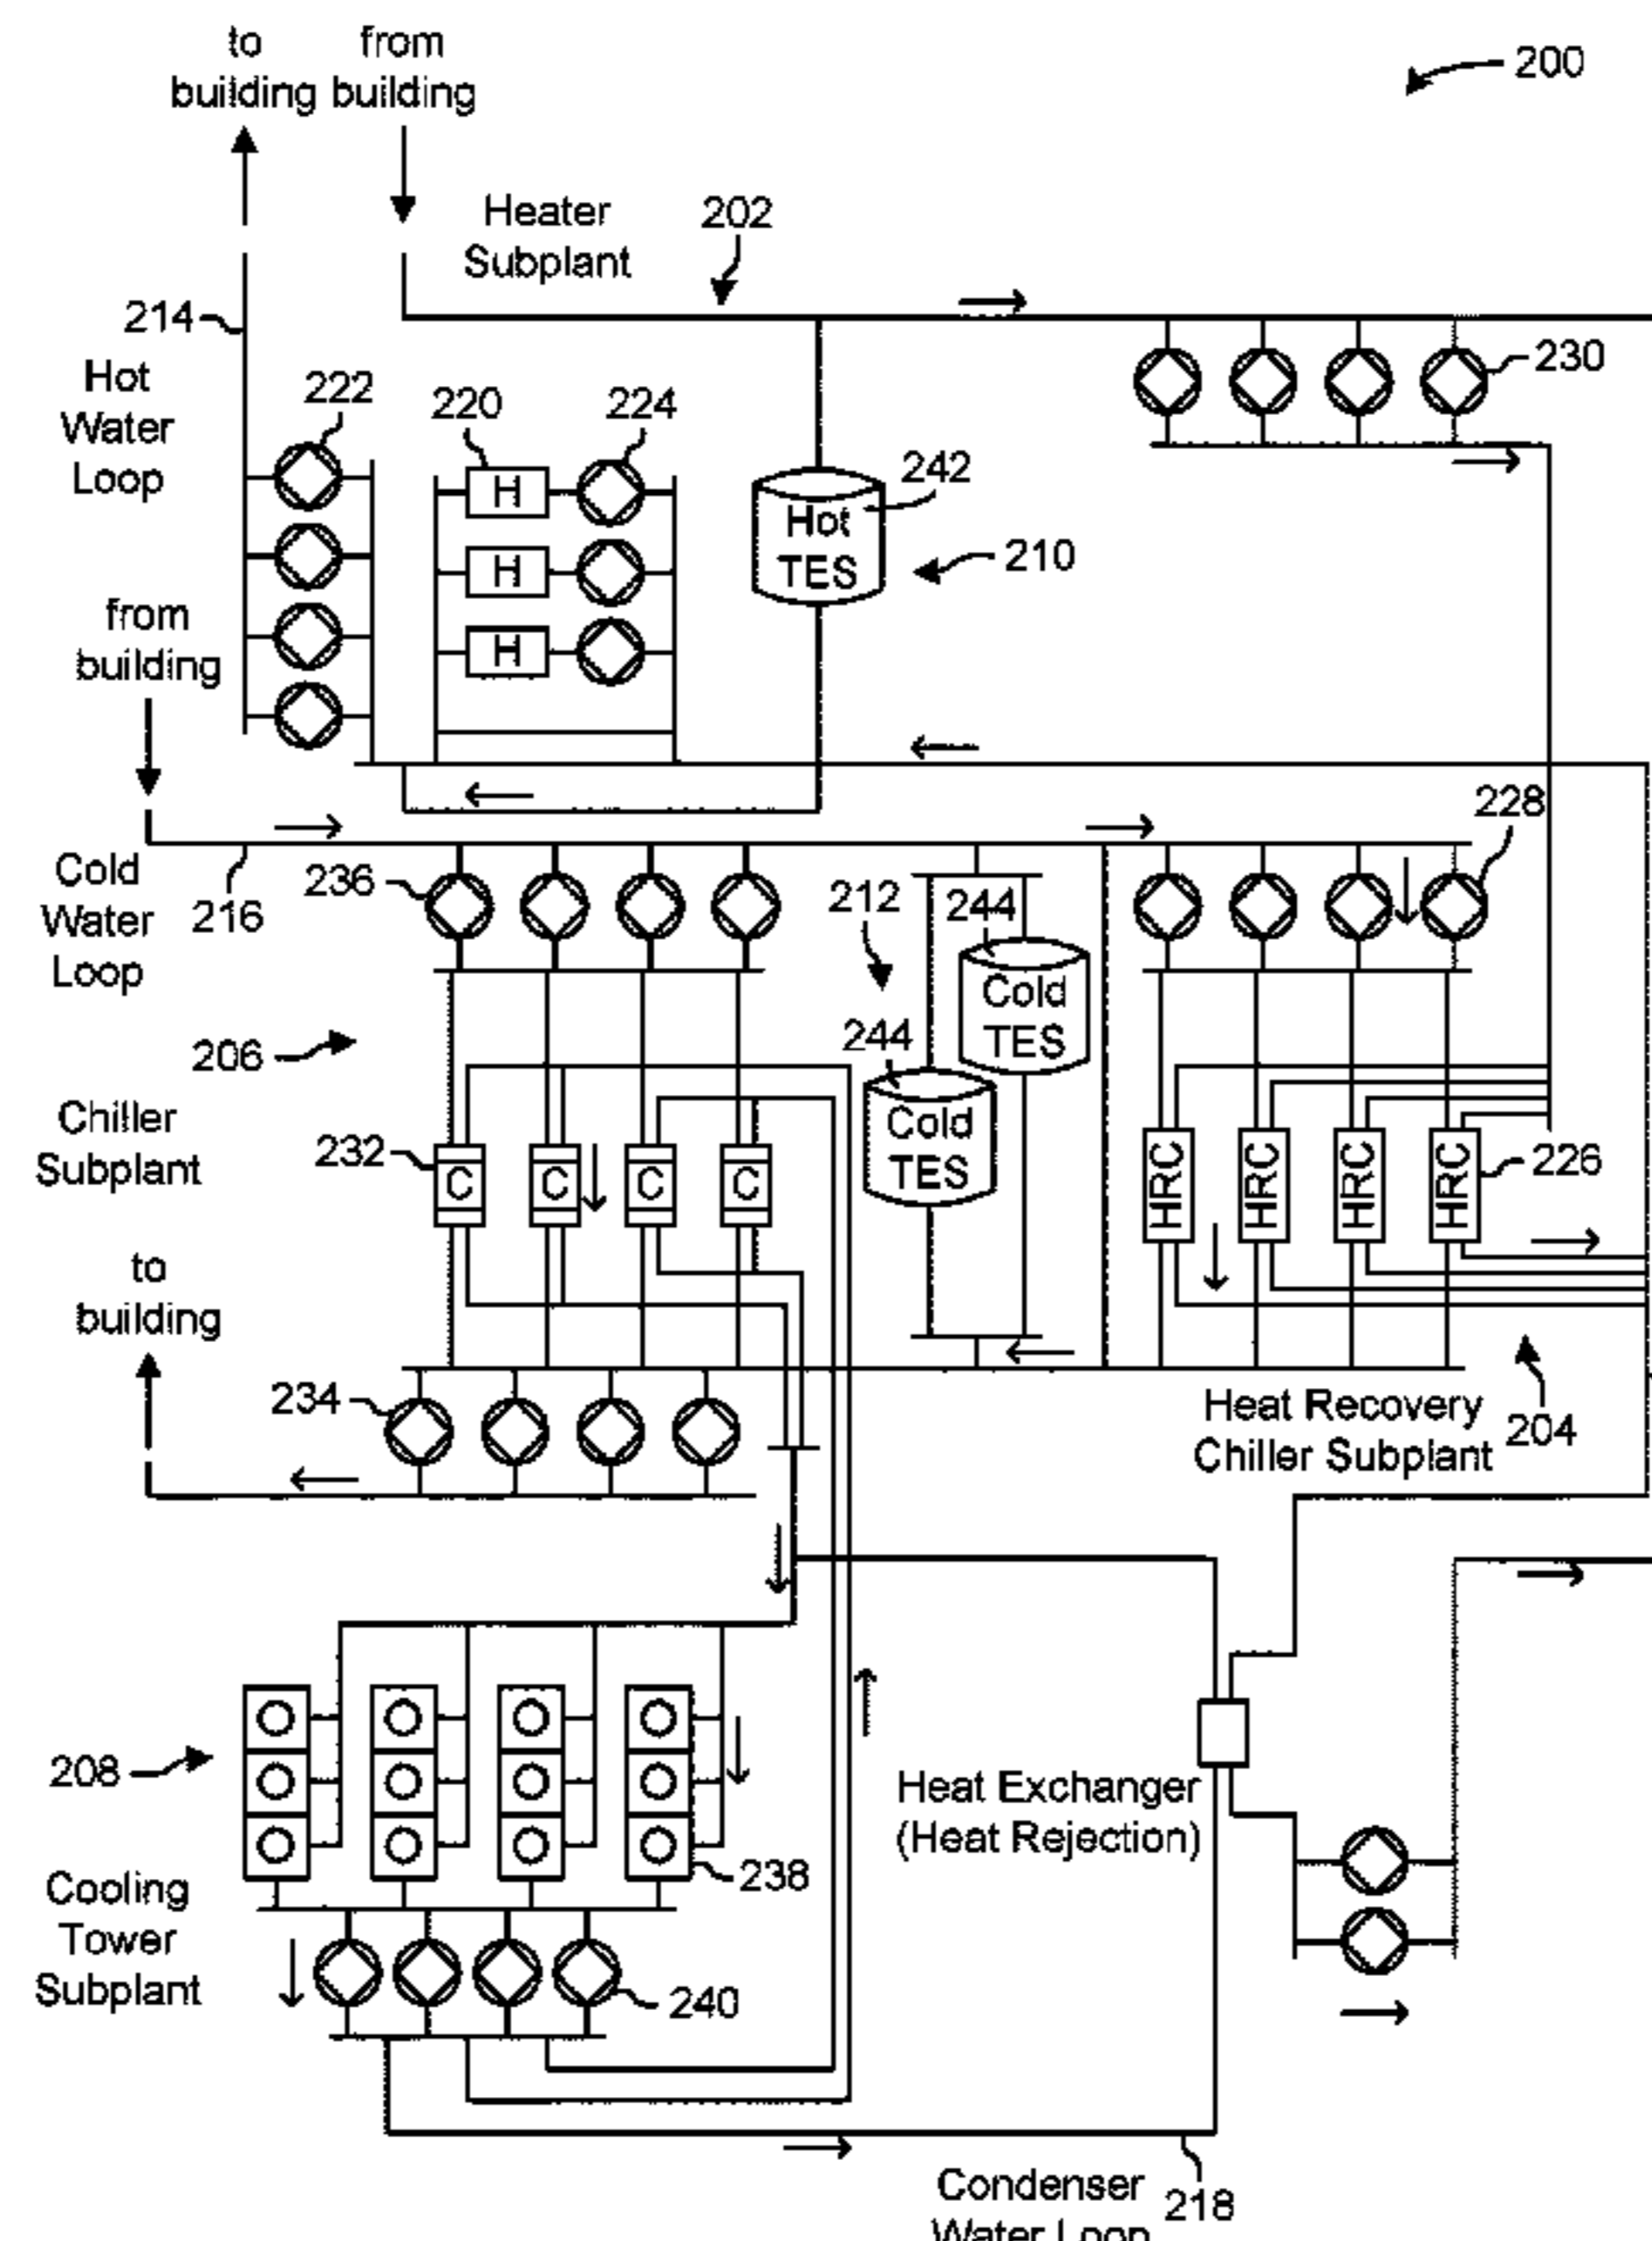 to from
building building
200
Heater
Subplant
202
214
Hot
Water
Loop
222
220
224
230
242
Hot
TES
210
H
H
H
from
building
228
Cold
Water
Loop
216
236
212
244
Cold
TES
244
Cold
TES
206
Chiller
Subplant
232
C
C
C
C
HRC
HRC
HRC
HRC
226
to
building
234
Heat Recovery
Chiller Subplant
204
208
Heat Exchanger
(Heat Rejection)
238
Cooling
Tower
Subplant
240
Condenser
Water Loop
218